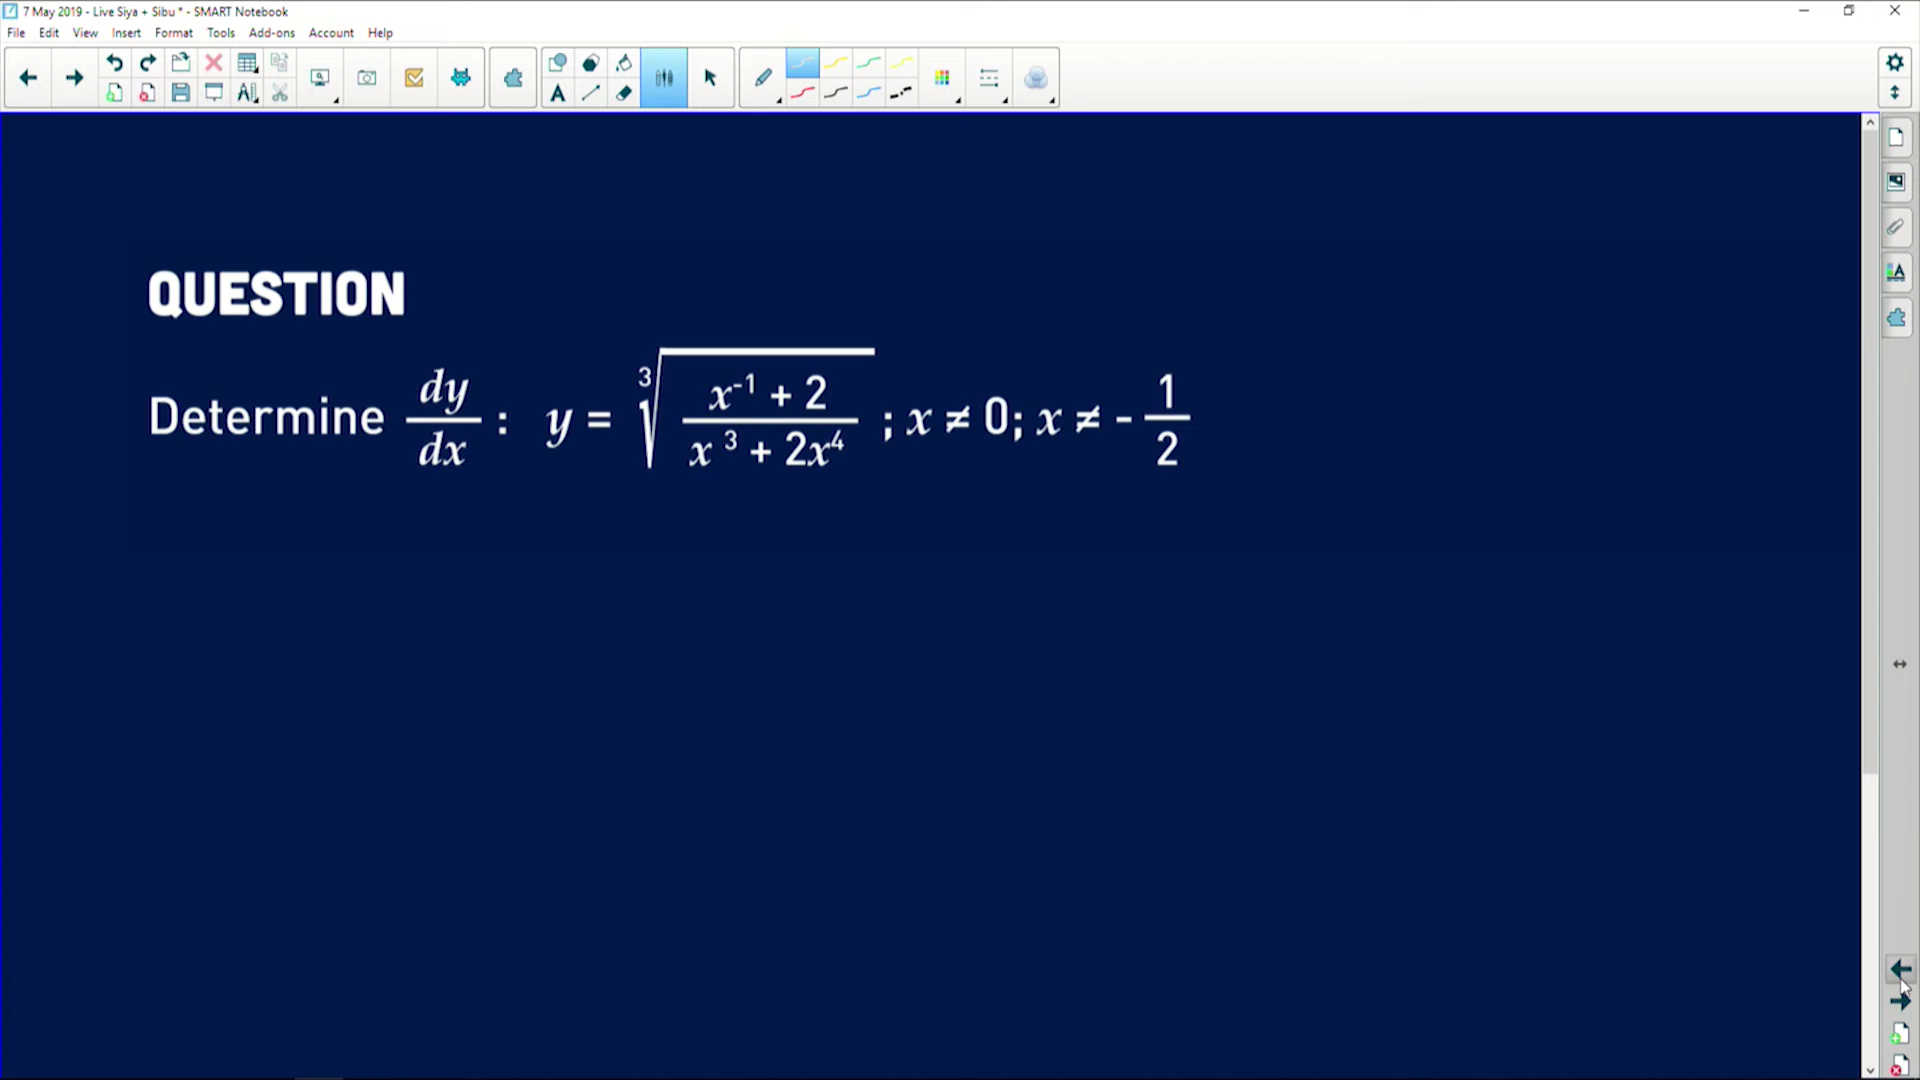 7 May 2019 - Live Siya + Sibu * - SMART Notebook
File Edit View Insert Format Tools Add-ons Account Help
QUESTION
Determine dy/dx : y = ∛((x⁻¹ + 2)/(x³ + 2x⁴)) ; x ≠ 0; x ≠ - 1/2